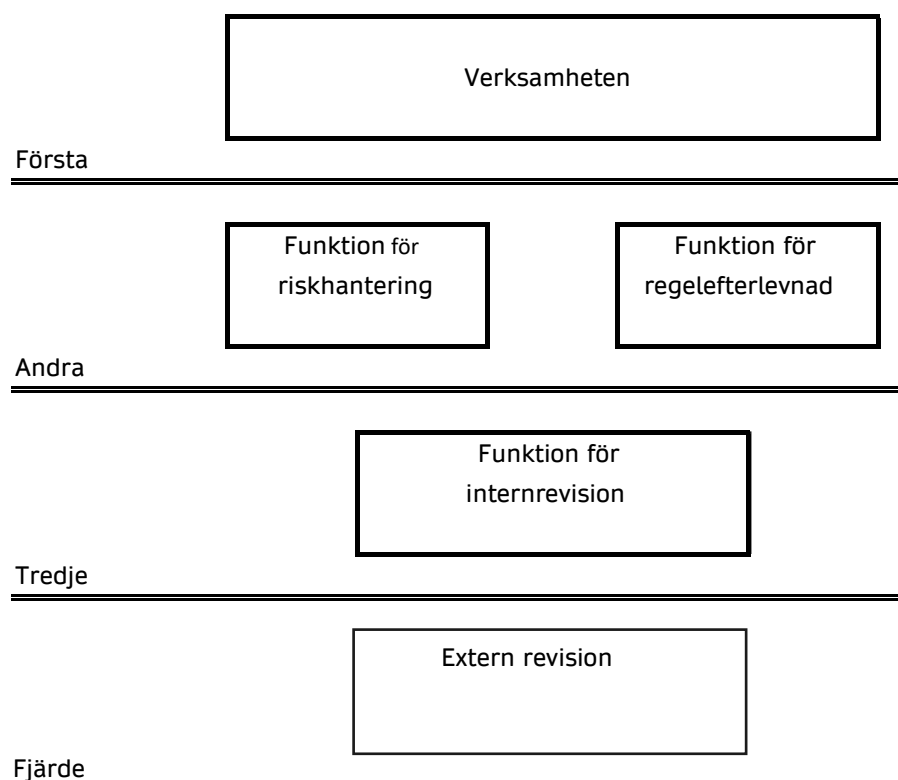 Verksamheten
Första
Funktion för
riskhantering
Funktion för
regelefterlevnad
Andra
Funktion för
internrevision
Tredje
Extern revision
Fjärde